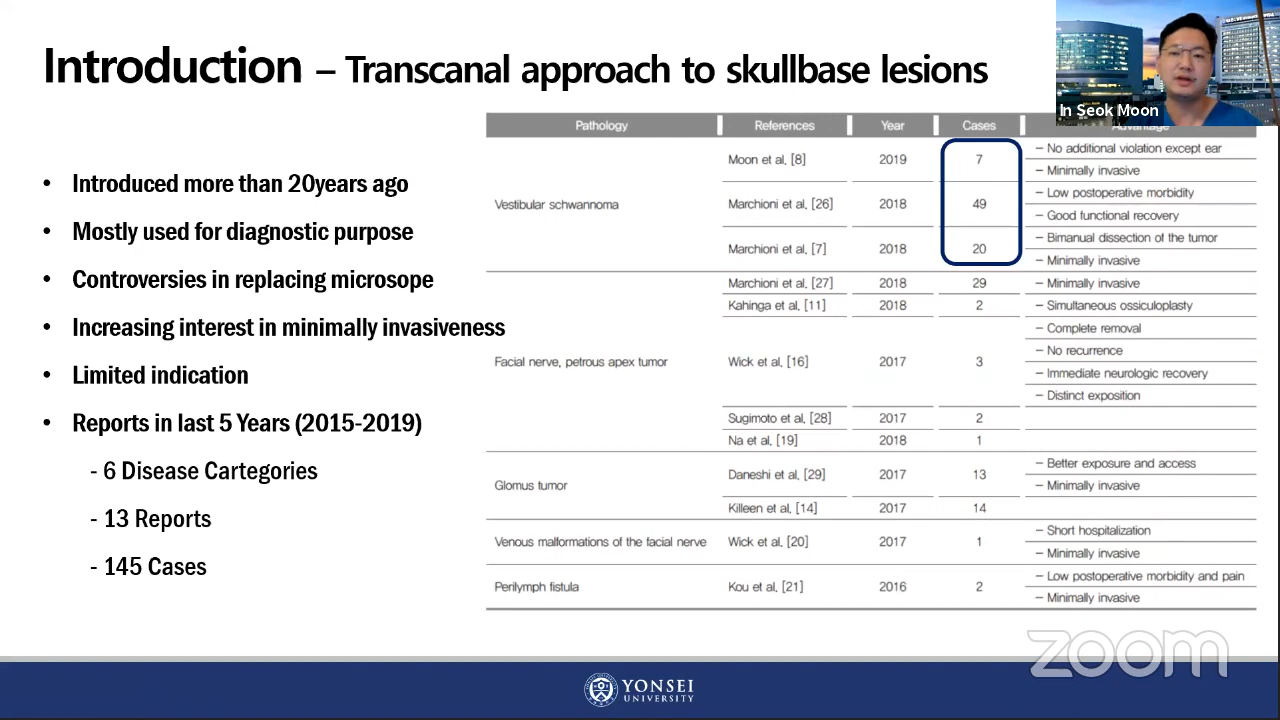 Introduction – Transcanal approach to skullbase lesions
In Seok Moon
• Introduced more than 20years ago
• Mostly used for diagnostic purpose
• Controversies in replacing microsope
• Increasing interest in minimally invasiveness
• Limited indication
• Reports in last 5 Years (2015-2019)
- 6 Disease Cartegories
- 13 Reports
- 145 Cases
Pathology References Year Cases Advantage
Vestibular schwannoma
Moon et al. [8] 2019 7
– No additional violation except ear
– Minimally invasive
Marchioni et al. [26] 2018 49
– Low postoperative morbidity
– Good functional recovery
Marchioni et al. [7] 2018 20
– Bimanual dissection of the tumor
– Minimally invasive
Facial nerve, petrous apex tumor
Marchioni et al. [27] 2018 29 – Minimally invasive
Kahinga et al. [11] 2018 2 – Simultaneous ossiculoplasty
Wick et al. [16] 2017 3
– Complete removal
– No recurrence
– Immediate neurologic recovery
– Distinct exposition
Sugimoto et al. [28] 2017 2
Na et al. [19] 2018 1
Glomus tumor
Daneshi et al. [29] 2017 13
– Better exposure and access
– Minimally invasive
Killeen et al. [14] 2017 14
Venous malformations of the facial nerve Wick et al. [20] 2017 1
– Short hospitalization
– Minimally invasive
Perilymph fistula Kou et al. [21] 2016 2
– Low postoperative morbidity and pain
– Minimally invasive
zoom
YONSEI
UNIVERSITY